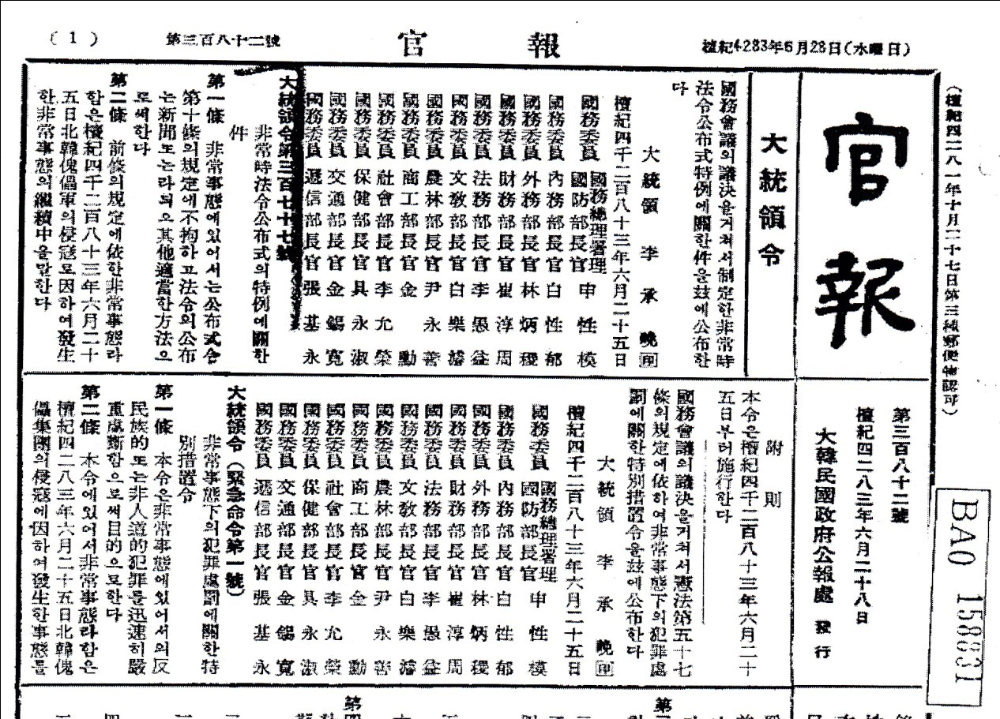 ( 1 )
第三百八十二號
官報
檀紀4283年6月28日(水曜日)
(檀紀四二八一年十月二十七日第三種郵便物認可)
官報
第三百八十二號
檀紀四二八三年六月二十八日
大韓民國政府公報處 發行
BA0 15831
大統領令
國務會議의議決을거쳐서制定한非常時
法令公布式特例에關한件을玆에公布한
다
大統領 李承晩 ㊞
檀紀四千二百八十三年六月二十五日
國務總理署理
國務委員 國防部長官 申性模
國務委員 內務部長官 白性郁
國務委員 外務部長官 林炳稷
國務委員 財務部長官 崔淳周
國務委員 法務部長官 李愚益
國務委員 文敎部長官 白樂濬
國務委員 農林部長官 尹永善
國務委員 商工部長官 金勳
國務委員 社會部長官 李允榮
國務委員 保健部長官 具永淑
國務委員 交通部長官 金錫寬
國務委員 遞信部長官 張基永
大統領令第三百七十七號
非常時法令公布式의特例에關한
件
第一條 非常事態에있어서는公布式令
第十條의規定에不拘하고法令의公布
는新聞또는라듸오其他適當한方法으
로써한다
第二條 前條의規定에依한非常事態라
함은檀紀四千二百八十三年六月二十
五日北韓傀儡軍의侵寇로因하여發生
한非常事態의繼續中을말한다
附則
本令은檀紀四千二百八十三年六月二十
五日부터施行한다
國務會議의議決을거쳐서憲法第五十七
條의規定에依하여非常事態下의犯罪處
罰에關한特別措置令을玆에公布한다
大統領 李承晩 ㊞
檀紀四千二百八十三年六月二十五日
國務總理署理
國務委員 國防部長官 申性模
國務委員 內務部長官 白性郁
國務委員 外務部長官 林炳稷
國務委員 財務部長官 崔淳周
國務委員 法務部長官 李愚益
國務委員 文敎部長官 白樂濬
國務委員 農林部長官 尹永善
國務委員 商工部長官 金勳
國務委員 社會部長官 李允榮
國務委員 保健部長官 具永淑
國務委員 交通部長官 金錫寬
國務委員 遞信部長官 張基永
大統領令(緊急命令第一號)
非常事態下의犯罪處罰에關한特
別措置令
第一條 本令은非常事態에있어서의反
民族的또는非人道的犯罪를迅速히嚴
重處斷함으로써目的으로한다
第二條 本令에있어서非常事態라함은
檀紀四二八三年六月二十五日北韓傀
儡集團의侵寇에因하여發生한事態를